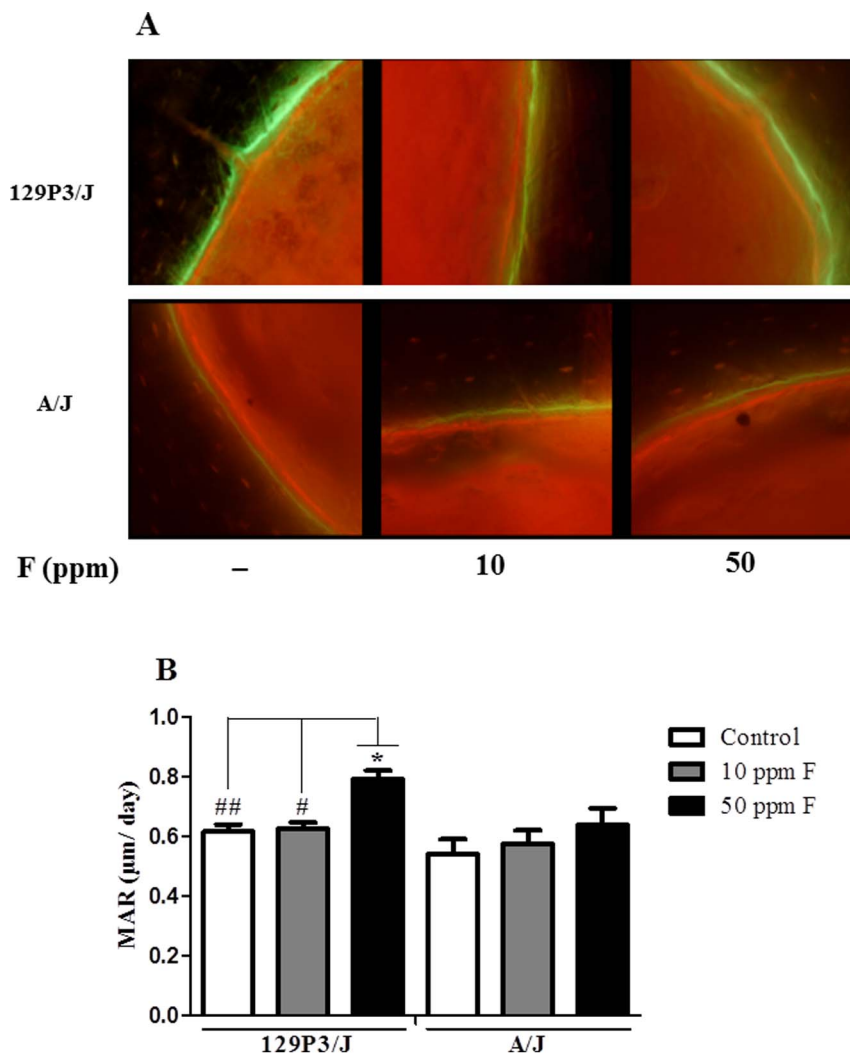 A
129P3/J
A/J
F (ppm) – 10 50
B
1.0
0.8
0.6
0.4
0.2
0.0
MAR (µm/ day)
## # *
Control
10 ppm F
50 ppm F
129P3/J A/J